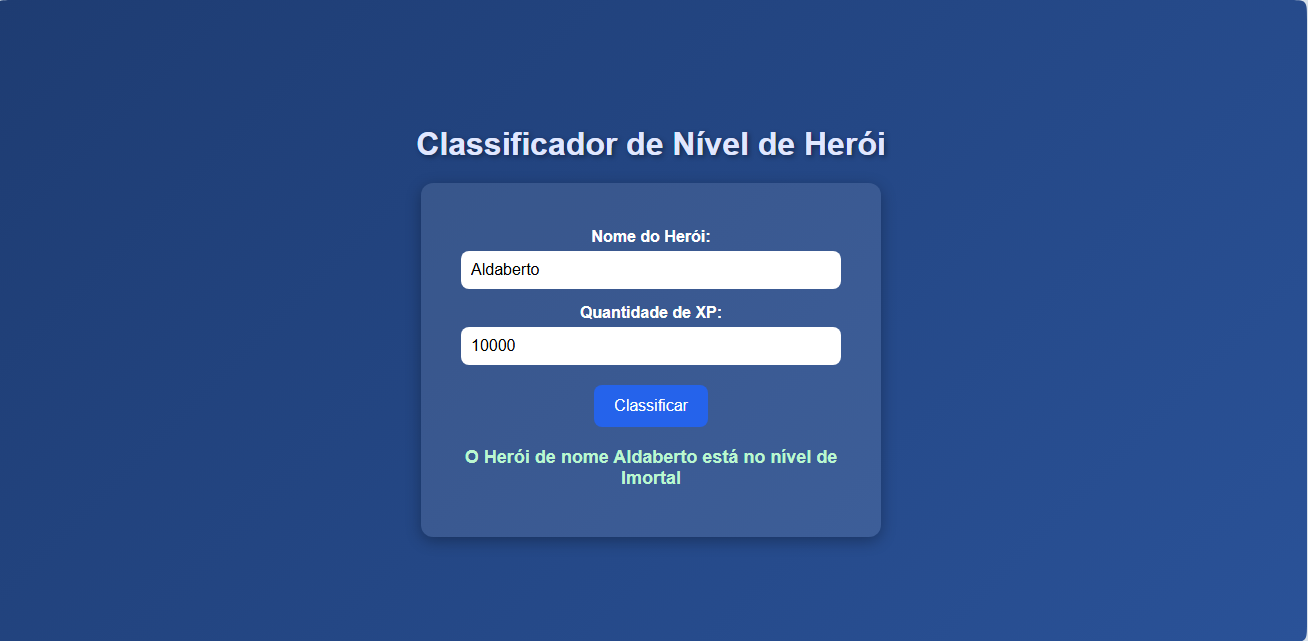 Classificador de Nível de Herói
Nome do Herói:
Aldaberto
Quantidade de XP:
10000
Classificar
O Herói de nome Aldaberto está no nível de
Imortal